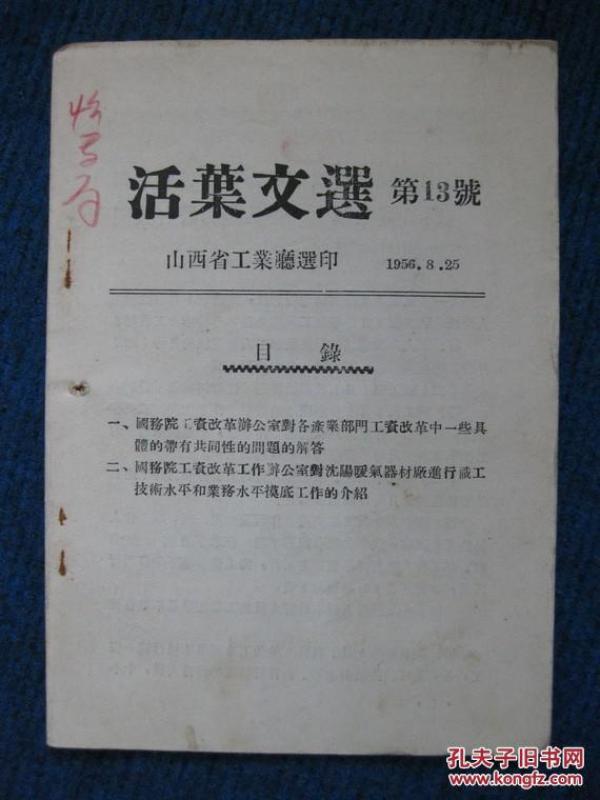 活葉文選 第13號
山西省工業廳選印 1956.8.25
目 錄
一、國務院工資改革辦公室對各產業部門工資改革中一些具
體的帶有共同性的問題的解答
二、國務院工資改革工作辦公室對沈陽暖氣器材廠進行職工
技術水平和業務水平摸底工作的介紹
孔夫子旧书网
www.kongfz.com